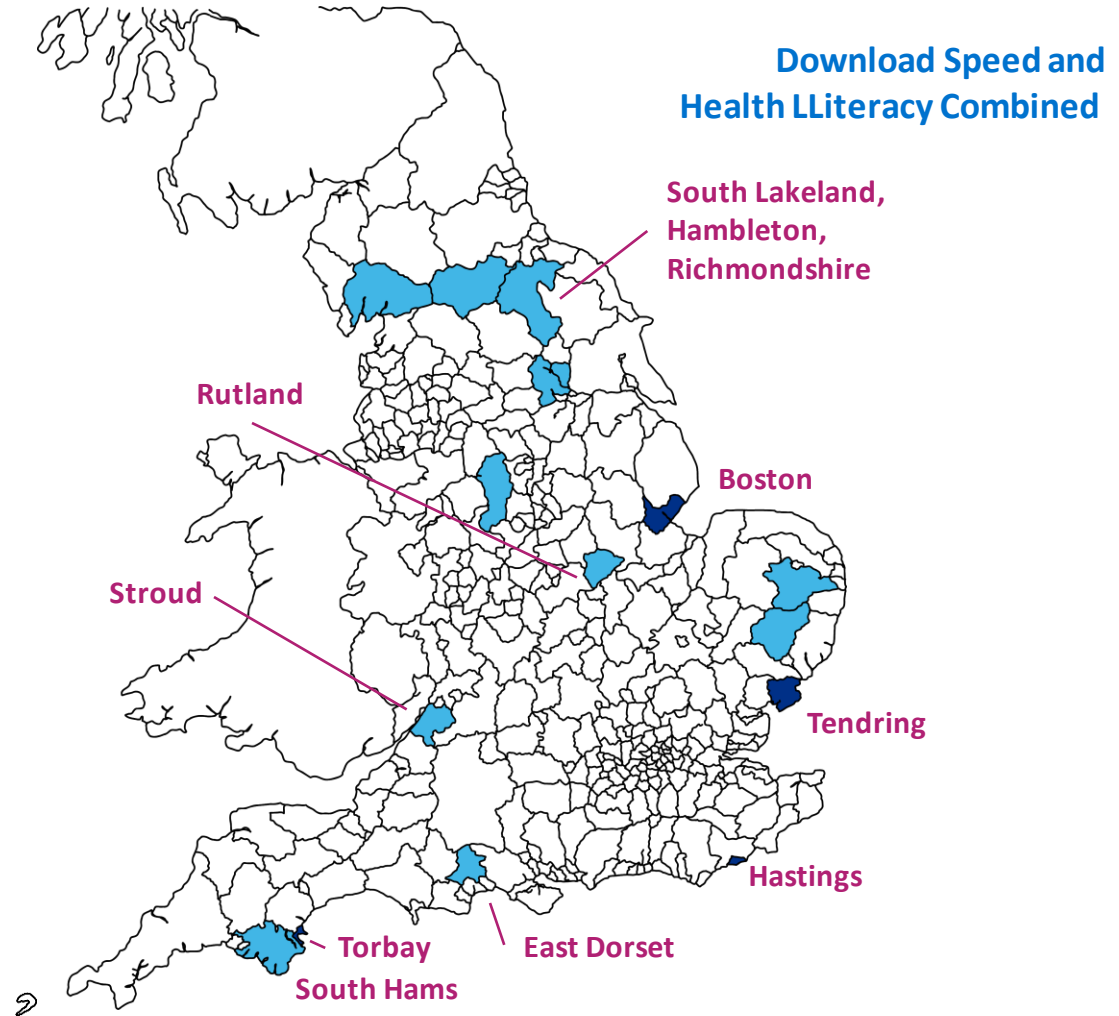 Download Speed and
Health LLiteracy Combined
South Lakeland,
Hambleton,
Richmondshire
Rutland
Boston
Stroud
Tendring
Hastings
Torbay
East Dorset
South Hams